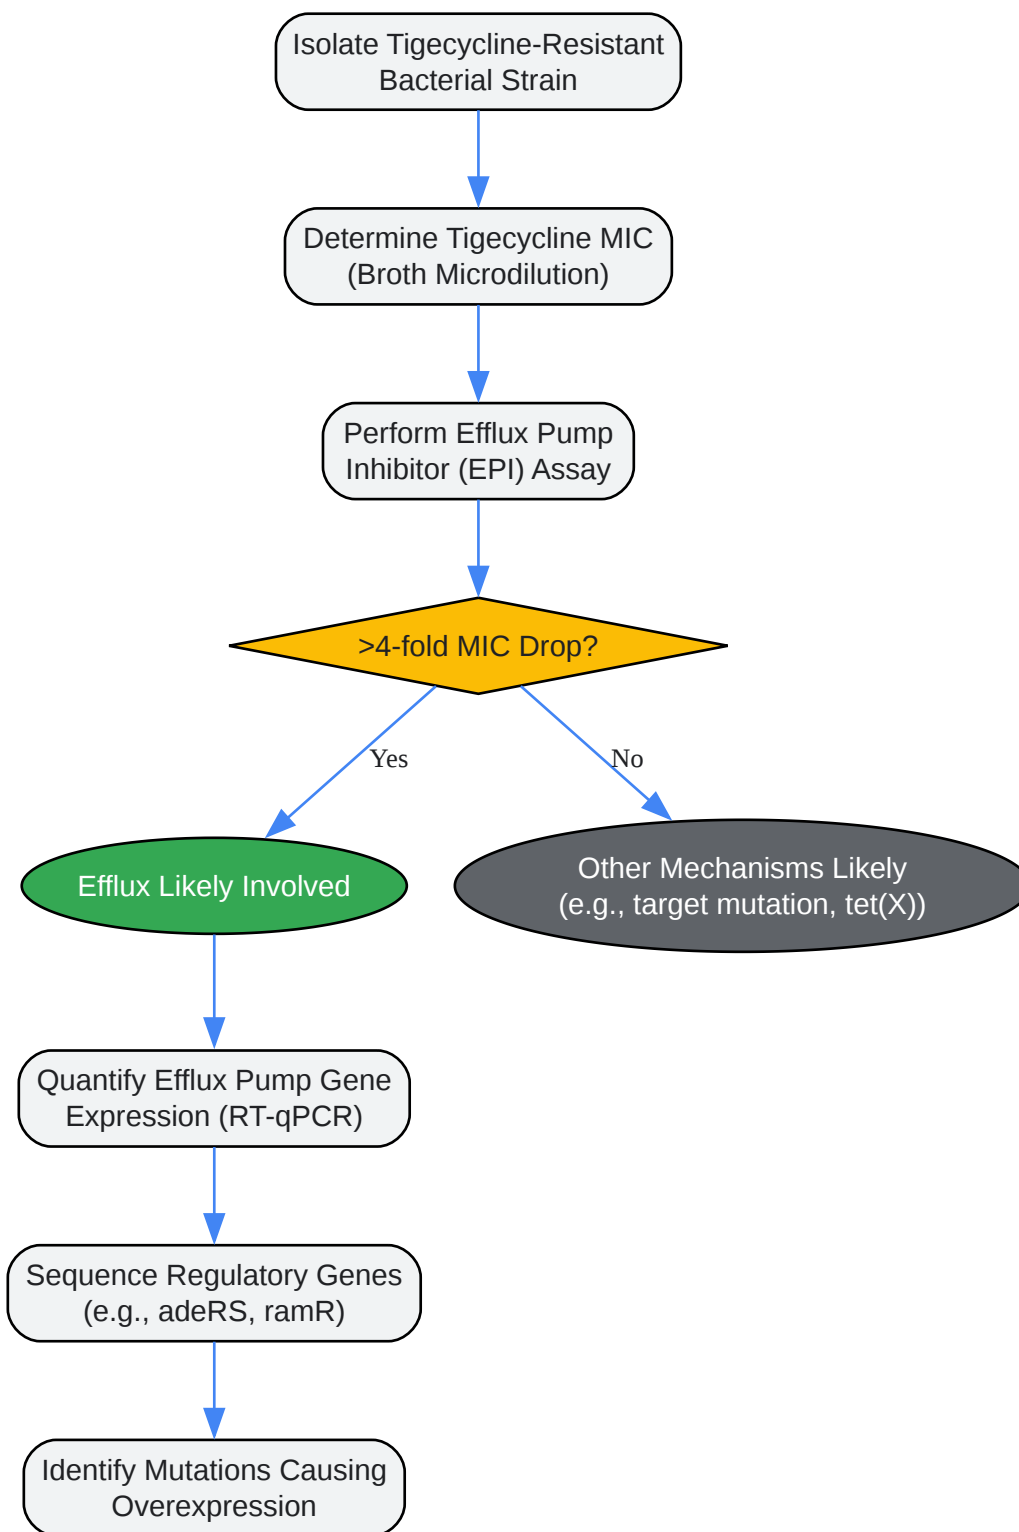 Isolate Tigecycline-Resistant
Bacterial Strain
Determine Tigecycline MIC
(Broth Microdilution)
Perform Efflux Pump
Inhibitor (EPI) Assay
>4-fold MIC Drop?
Yes
No
Efflux Likely Involved
Other Mechanisms Likely
(e.g., target mutation, tet(X))
Quantify Efflux Pump Gene
Expression (RT-qPCR)
Sequence Regulatory Genes
(e.g., adeRS, ramR)
Identify Mutations Causing
Overexpression